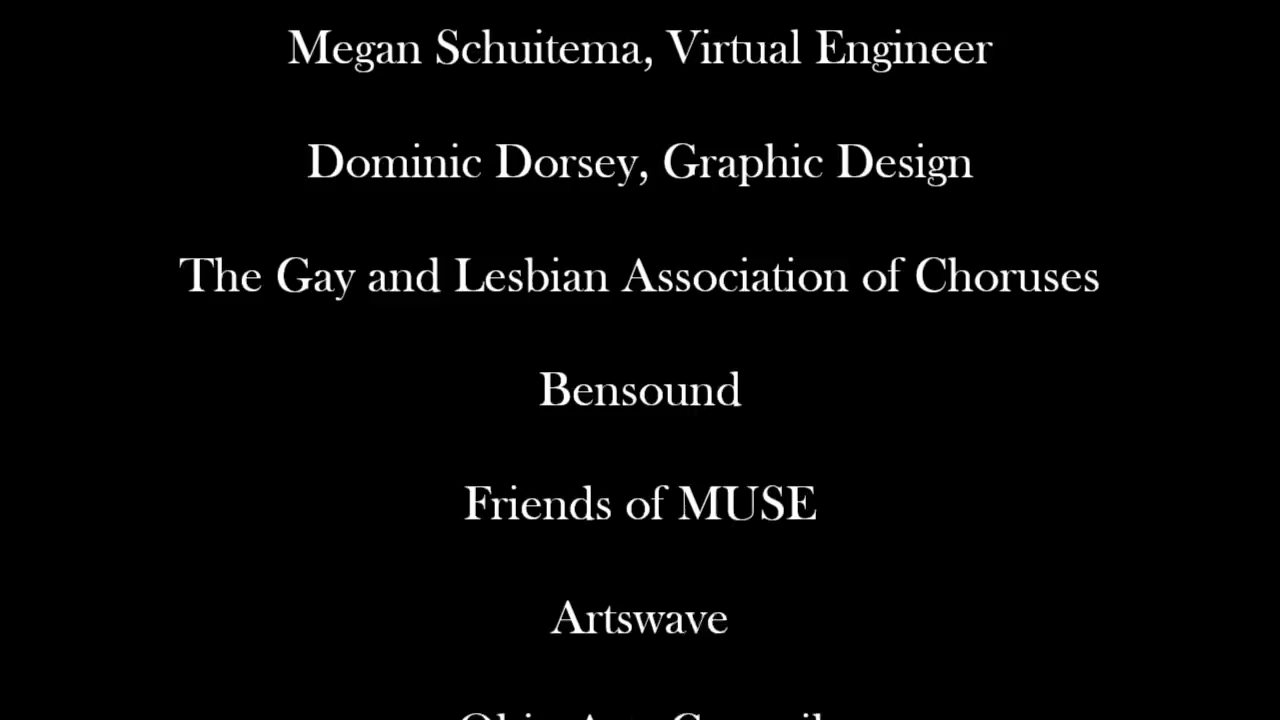 Megan Schuitema, Virtual Engineer
Dominic Dorsey, Graphic Design
The Gay and Lesbian Association of Choruses
Bensound
Friends of MUSE
Artswave